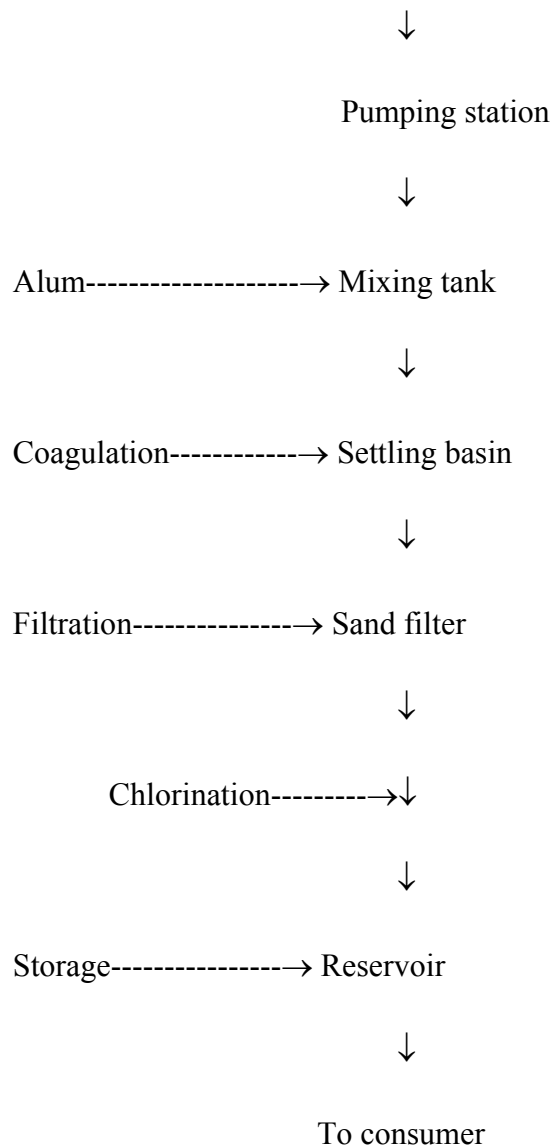 ↓
Pumping station
↓
Alum--------------------→ Mixing tank
↓
Coagulation------------→ Settling basin
↓
Filtration---------------→ Sand filter
↓
Chlorination---------→↓
↓
Storage----------------→ Reservoir
↓
To consumer